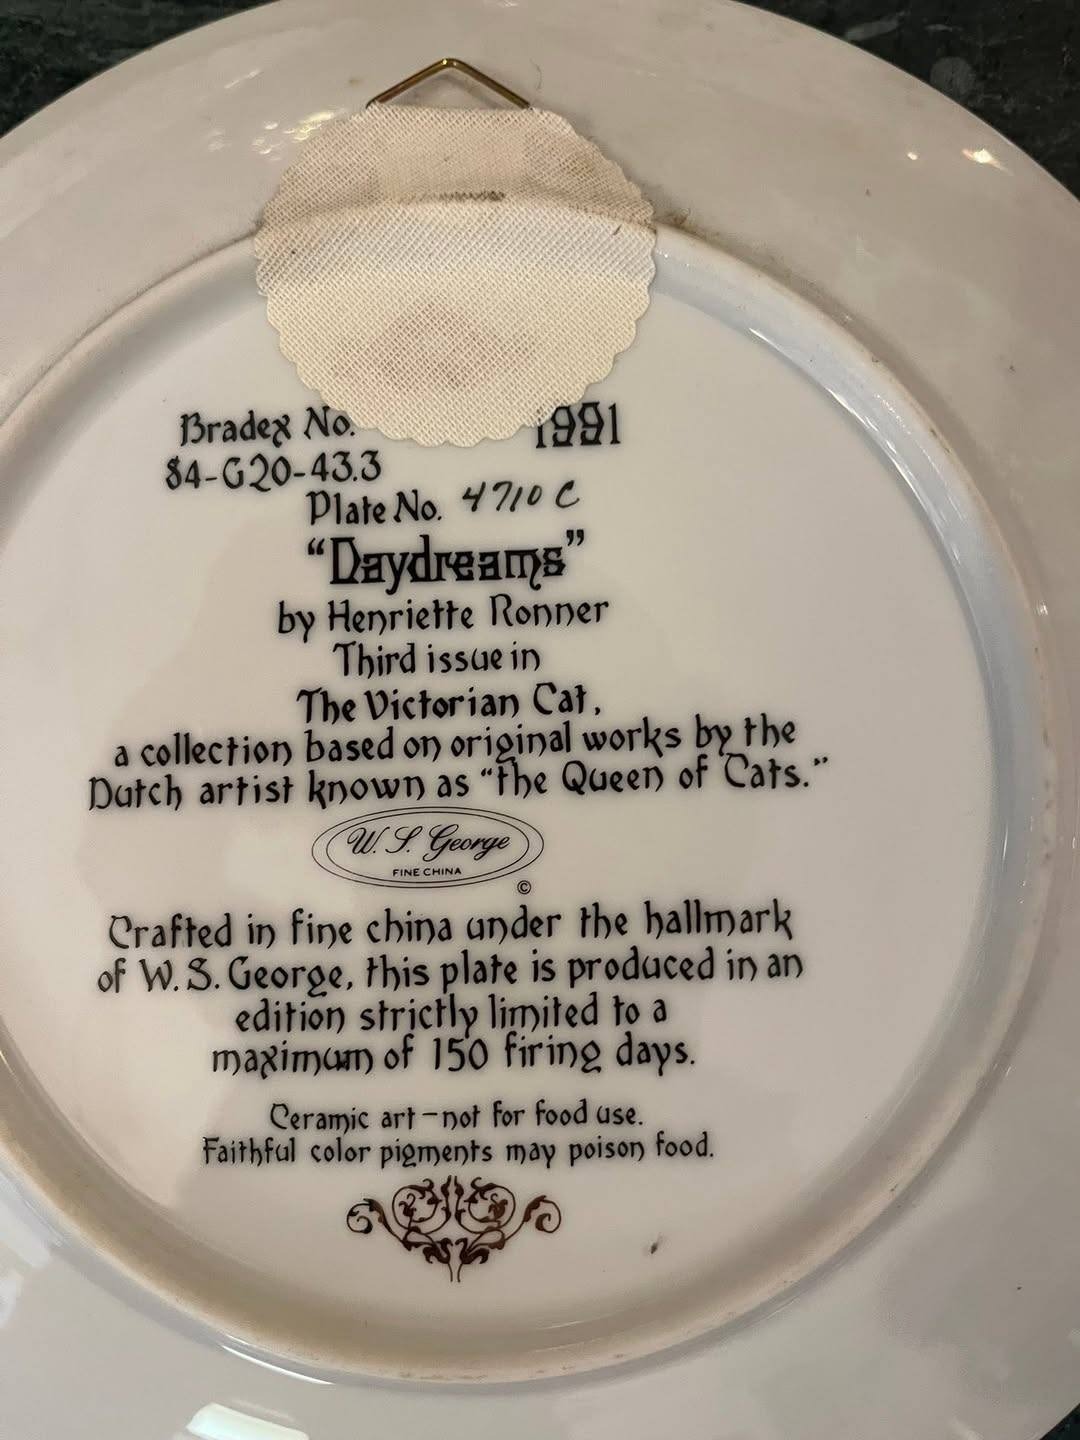 Bradex No. 1991
84-G20-43.3
Plate No. 4710 C
“Daydreams”
by Henriette Ronner
Third issue in
The Victorian Cat,
a collection based on original works by the
Dutch artist known as “the Queen of Cats.”
W. S. George
FINE CHINA
©
Crafted in fine china under the hallmark
of W. S. George, this plate is produced in an
edition strictly limited to a
maximum of 150 firing days.
Ceramic art – not for food use.
Faithful color pigments may poison food.